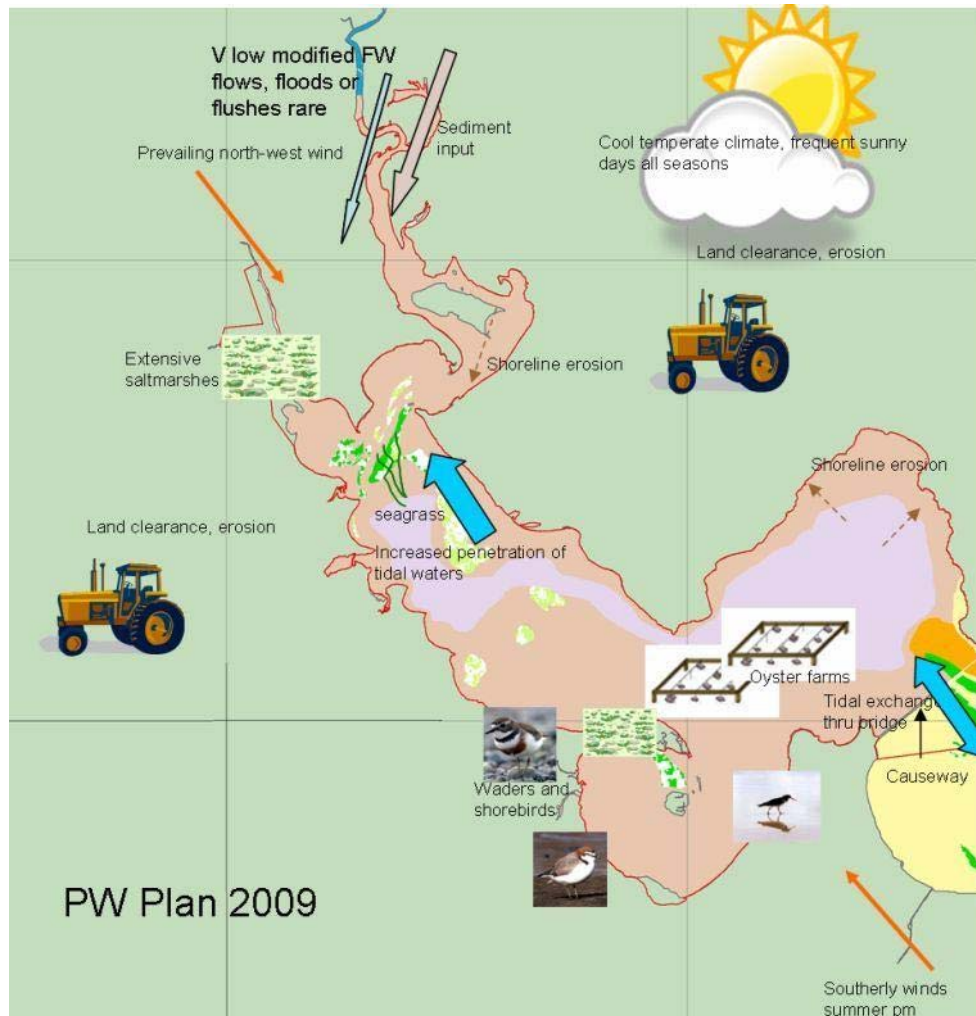 V low modified FW
flows, floods or
flushes rare
Sediment
input
Prevailing north-west wind
Cool temperate climate, frequent sunny
days all seasons
Land clearance, erosion
Extensive
saltmarshes
Shoreline erosion
Shoreline erosion
seagrass
Land clearance, erosion
Increased penetration of
tidal waters
Oyster farms
Tidal exchange
thru bridge
Causeway
Waders and
shorebirds
PW Plan 2009
Southerly winds
summer pm